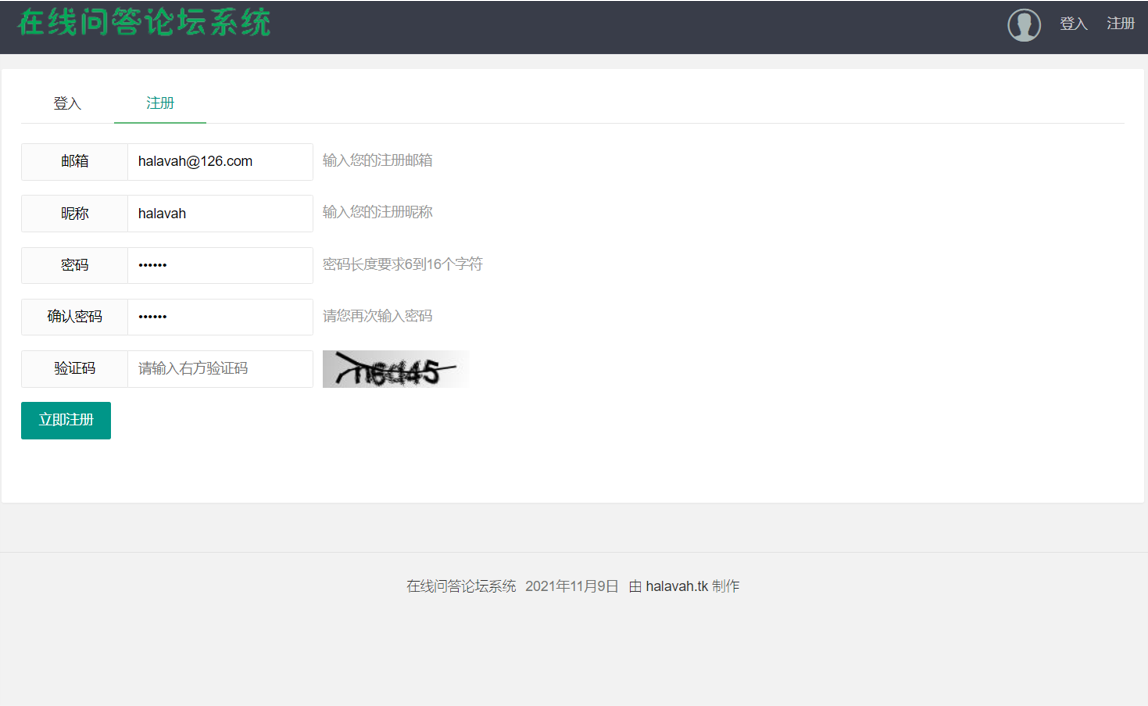 在线问答论坛系统
登入 注册
登入 注册
邮箱 halavah@126.com 输入您的注册邮箱
昵称 halavah 输入您的注册昵称
密码 •••••• 密码长度要求6到16个字符
确认密码 •••••• 请您再次输入密码
验证码 请输入右方验证码
立即注册
在线问答论坛系统 2021年11月9日 由 halavah.tk 制作